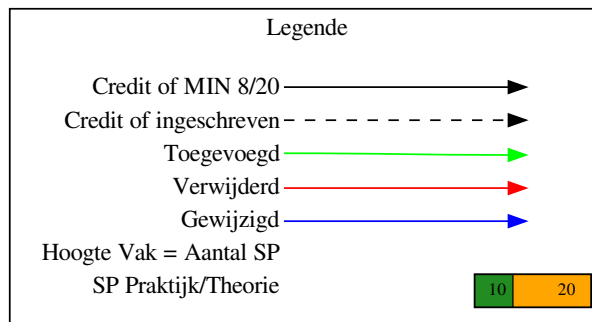 Legende
Credit of MIN 8/20
Credit of ingeschreven
Toegevoegd
Verwijderd
Gewijzigd
Hoogte Vak = Aantal SP
SP Praktijk/Theorie 10 20